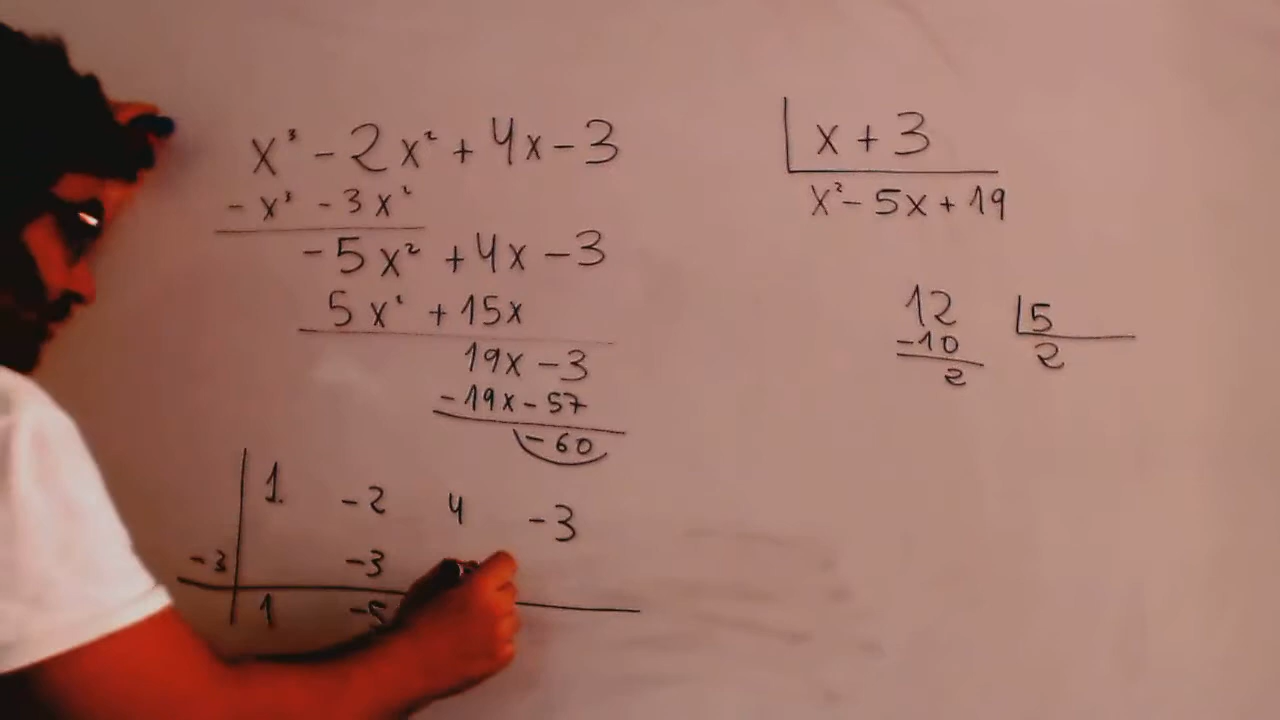 x³ - 2x² + 4x - 3
- x³ - 3x²
-5x² + 4x - 3
5x² + 15x
19x - 3
-19x - 57
-60
x + 3
x² - 5x + 19
12 5
-10 2
2
1 -2 4 -3
-3 -3
1 -5